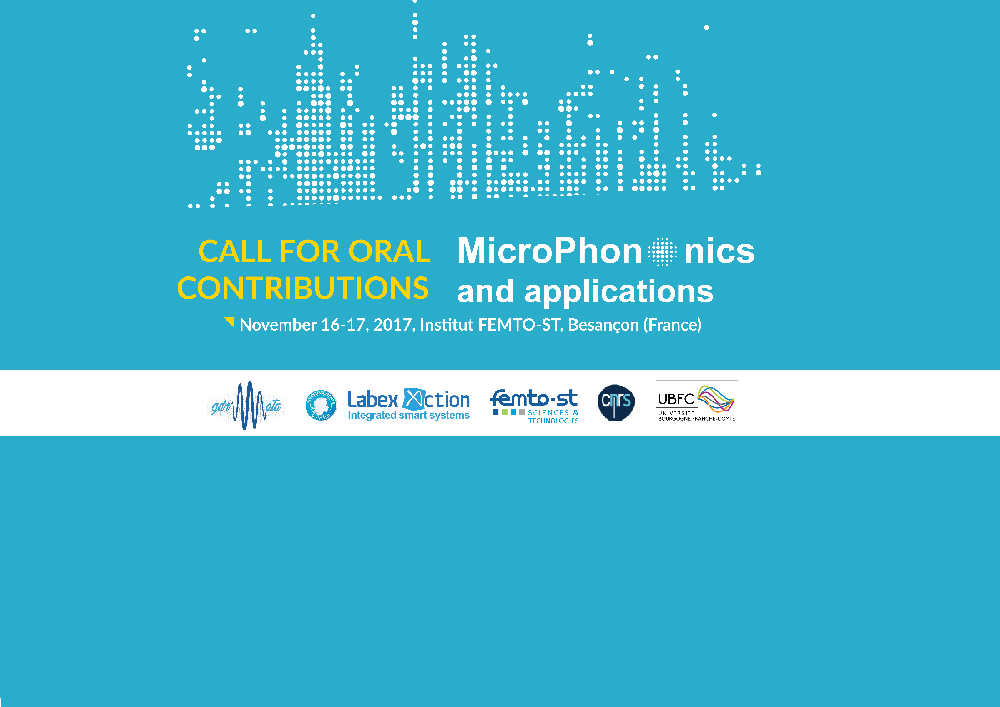 CALL FOR ORAL
CONTRIBUTIONS
MicroPhonnics
and applications
November 16-17, 2017, Institut FEMTO-ST, Besançon (France)
gdr meta
INVESTISSEMENTS
D'AVENIR
Labex Action
Integrated smart systems
femto-st
SCIENCES &
TECHNOLOGIES
cnrs
UBFC
UNIVERSITÉ
BOURGOGNE FRANCHE-COMTÉ